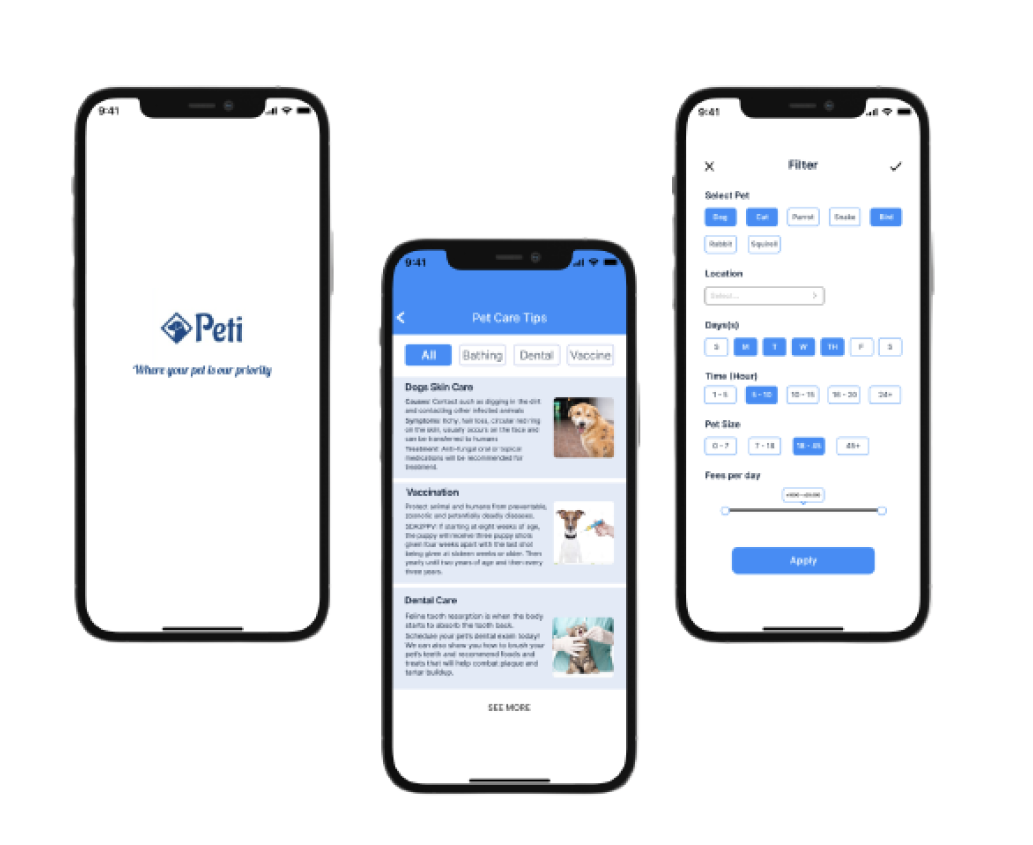 9:41
Peti
Where your pet is our priority
9:41
Pet Care Tips
All Bathing Dental Vaccine
Dogs Skin Care
Causes: Contact such as digging in the dirt
and contacting other infected animals
Symptoms: Itchy, hair loss, circular red ring
on the skin, usually occurs on the face and
can be transferred to humans
Treatment: Anti-fungal oral or topical
medications will be recommended for
treatment.
Vaccination
Protect animal and humans from preventable,
zoonotic and potentially deadly diseases.
If starting at eight weeks of age,
the puppy will receive three puppy shots
given four weeks apart with the last shot
being given at sixteen weeks or older. Then
yearly until two years of age and then every
three years.
Dental Care
Feline tooth resorption is when the body
starts to absorb the tooth back.
Schedule your pet's dental exam today!
We can also show you how to brush your
pet's teeth and recommend foods and
treats that will help combat plaque and
tartar buildup.
SEE MORE
9:41
Filter
Select Pet
Dog Cat Parrot Snake Bird
Rabbit Squirell
Location
Select...
Days(s)
S M T W TH F S
Time (Hour)
1 - 5 5 - 10 10 - 15 24+
Pet Size
0 - 7 7 - 18 18 - 45 45+
Fees per day
Apply